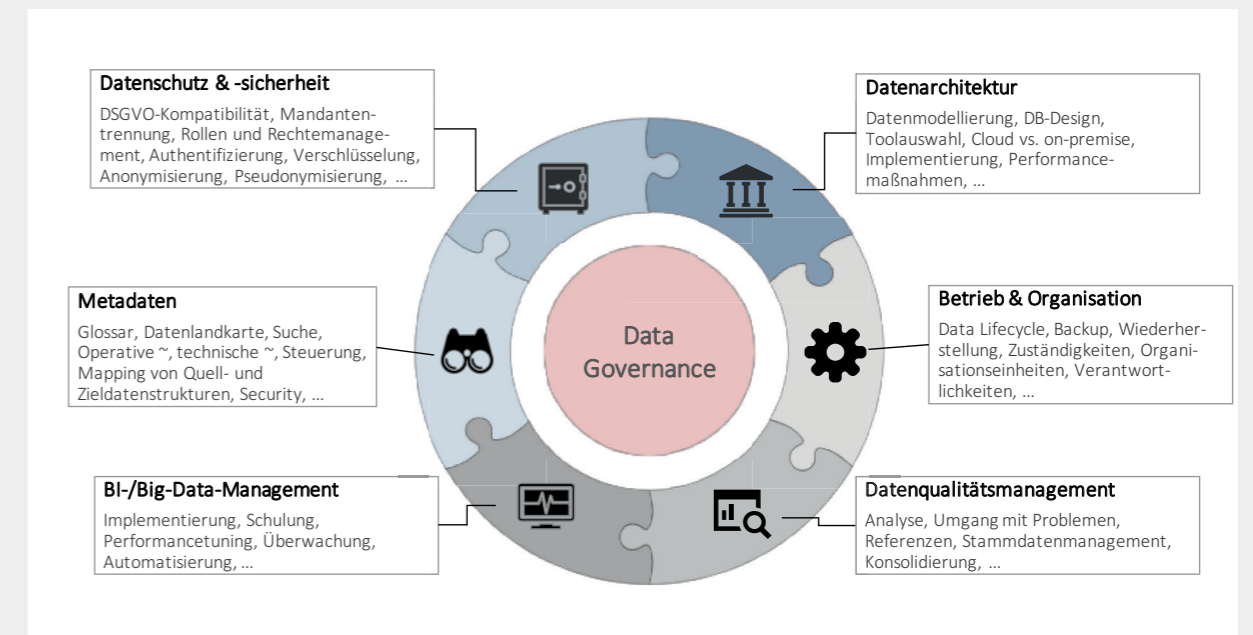 Datenschutz & -sicherheit
DSGVO-Kompatibilität, Mandanten-
trennung, Rollen und Rechtemanage-
ment, Authentifizierung, Verschlüsselung,
Anonymisierung, Pseudonymisierung, ...
Datenarchitektur
Datenmodellierung, DB-Design,
Toolauswahl, Cloud vs. on-premise,
Implementierung, Performance-
maßnahmen, ...
Metadaten
Glossar, Datenlandkarte, Suche,
Operative ~, technische ~, Steuerung,
Mapping von Quell- und
Zieldatenstrukturen, Security, ...
Data
Governance
Betrieb & Organisation
Data Lifecycle, Backup, Wiederher-
stellung, Zuständigkeiten, Organi-
sationseinheiten, Verantwort-
lichkeiten, ...
BI-/Big-Data-Management
Implementierung, Schulung,
Performancetuning, Überwachung,
Automatisierung, ...
Datenqualitätsmanagement
Analyse, Umgang mit Problemen,
Referenzen, Stammdatenmanagement,
Konsolidierung, ...